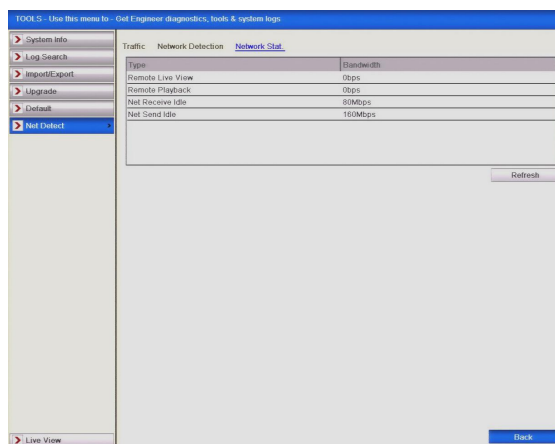 TOOLS - Use this menu to - Get Engineer diagnostics, tools & system logs
System Info
Log Search
Import/Export
Upgrade
Default
Net Detect
Traffic Network Detection Network Stat.
Type Bandwidth
Remote Live View 0bps
Remote Playback 0bps
Net Receive Idle 80Mbps
Net Send Idle 160Mbps
Refresh
Live View
Back